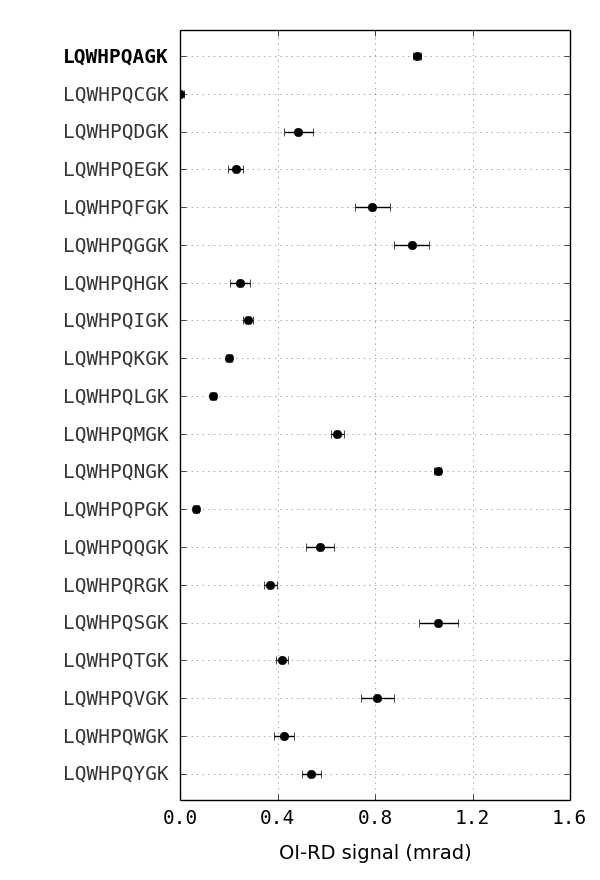 LQWHPQAGK
LQWHPQCGK
LQWHPQDGK
LQWHPQEGK
LQWHPQFGK
LQWHPQGGK
LQWHPQHGK
LQWHPQIGK
LQWHPQKGK
LQWHPQLGK
LQWHPQMGK
LQWHPQNGK
LQWHPQPGK
LQWHPQQGK
LQWHPQRGK
LQWHPQSGK
LQWHPQTGK
LQWHPQVGK
LQWHPQWGK
LQWHPQYGK
0.0 0.4 0.8 1.2 1.6
OI-RD signal (mrad)